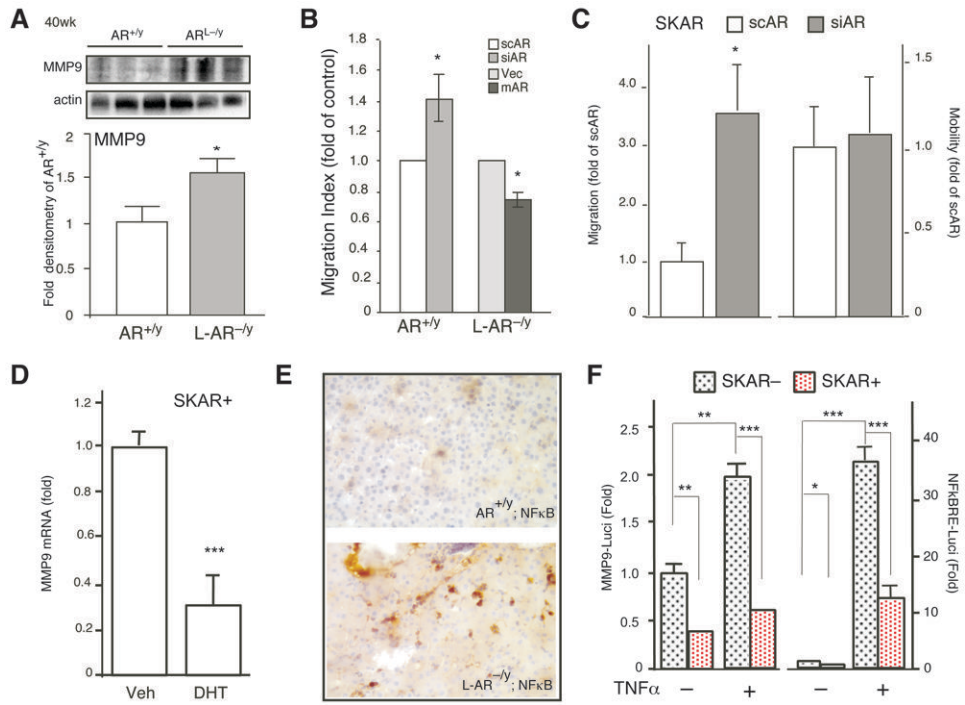 A
40wk
AR+/y ARL−/y
MMP9
actin
MMP9
Fold densitometry of AR+/y
2
1.5
1
0.5
0
*
AR+/y L-AR−/y
B
Migration Index (fold of control)
1.8
1.6
1.4
1.2
1.0
0.8
0.6
0.4
0.2
0
scAR
siAR
Vec
mAR
*
*
AR+/y L-AR−/y
C
SKAR scAR siAR
Migration (fold of scAR)
4.0
3.0
2.0
1.0
0
*
1.5
1.0
0.5
0
Mobility (fold of scAR)
D
SKAR+
MMP9 mRNA (fold)
1.2
1.0
0.8
0.6
0.4
0.2
0
***
Veh DHT
E
AR+/y; NFκB
L-AR−/y; NFκB
F
SKAR− SKAR+
MMP9-Luci (Fold)
2.5
2.0
1.5
1.0
0.5
0
** ***
** ***
*** ***
*
40
30
20
10
0
NFkBRE-Luci (Fold)
TNFα − + − +